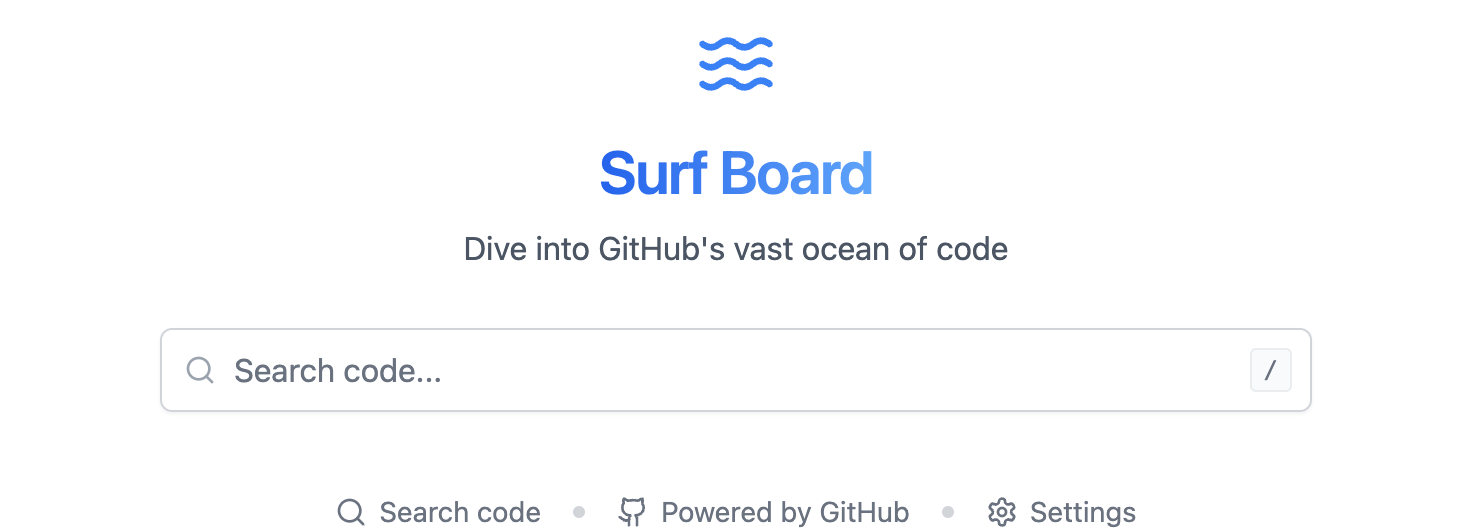 Surf Board
Dive into GitHub's vast ocean of code
Search code... /
Search code • Powered by GitHub • Settings